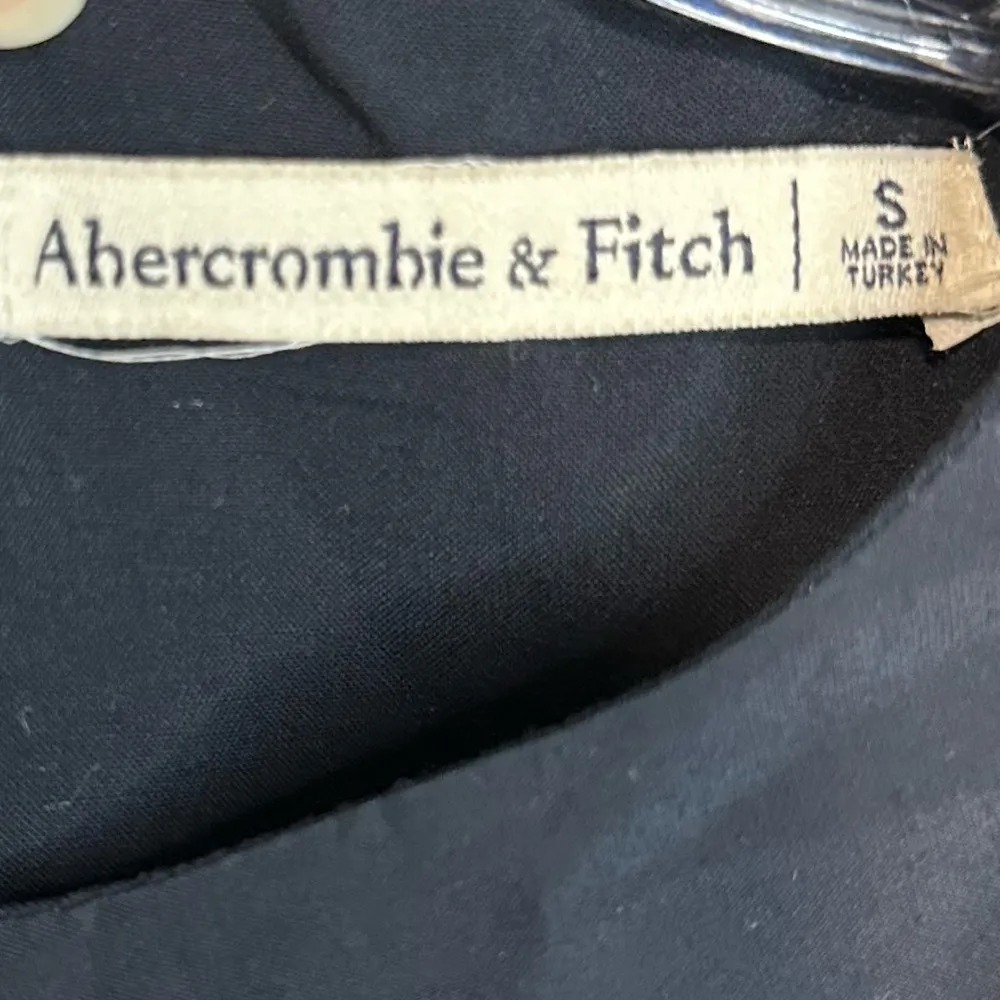 Abercrombie & Fitch | S
MADE IN
TURKEY